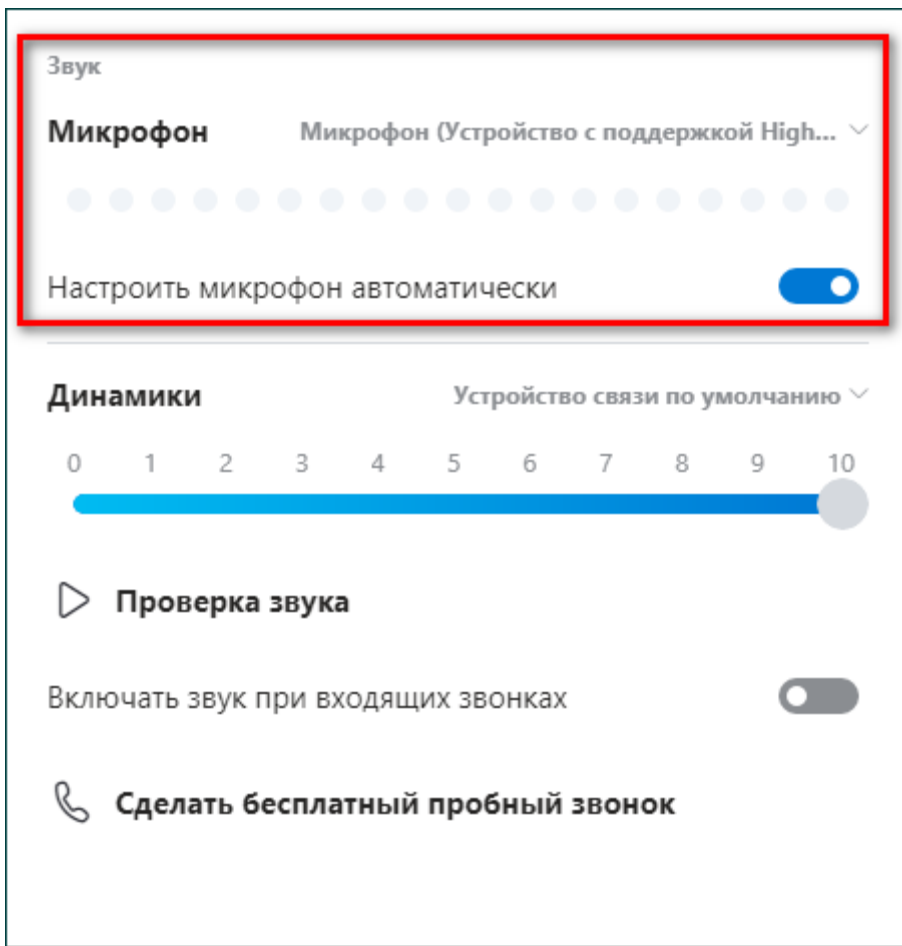 Звук
Микрофон Микрофон (Устройство с поддержкой High...
Настроить микрофон автоматически
Динамики Устройство связи по умолчанию
0 1 2 3 4 5 6 7 8 9 10
Проверка звука
Включать звук при входящих звонках
Сделать бесплатный пробный звонок